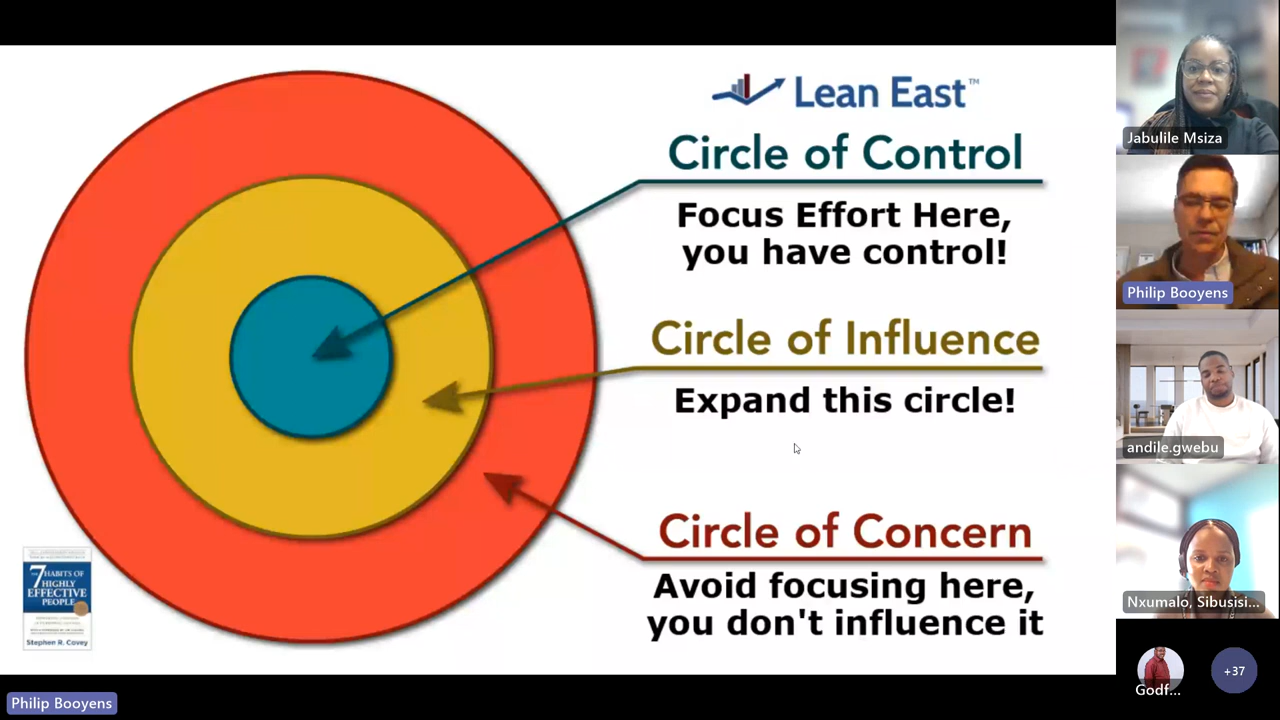 Lean East™
Circle of Control
Focus Effort Here,
you have control!
Circle of Influence
Expand this circle!
Circle of Concern
Avoid focusing here,
you don't influence it
THE
7 HABITS OF
HIGHLY
EFFECTIVE
PEOPLE
Stephen R. Covey
Philip Booyens
Jabulile Msiza
Philip Booyens
andile.gwebu
Nxumalo, Sibusisi...
Godf...
+37